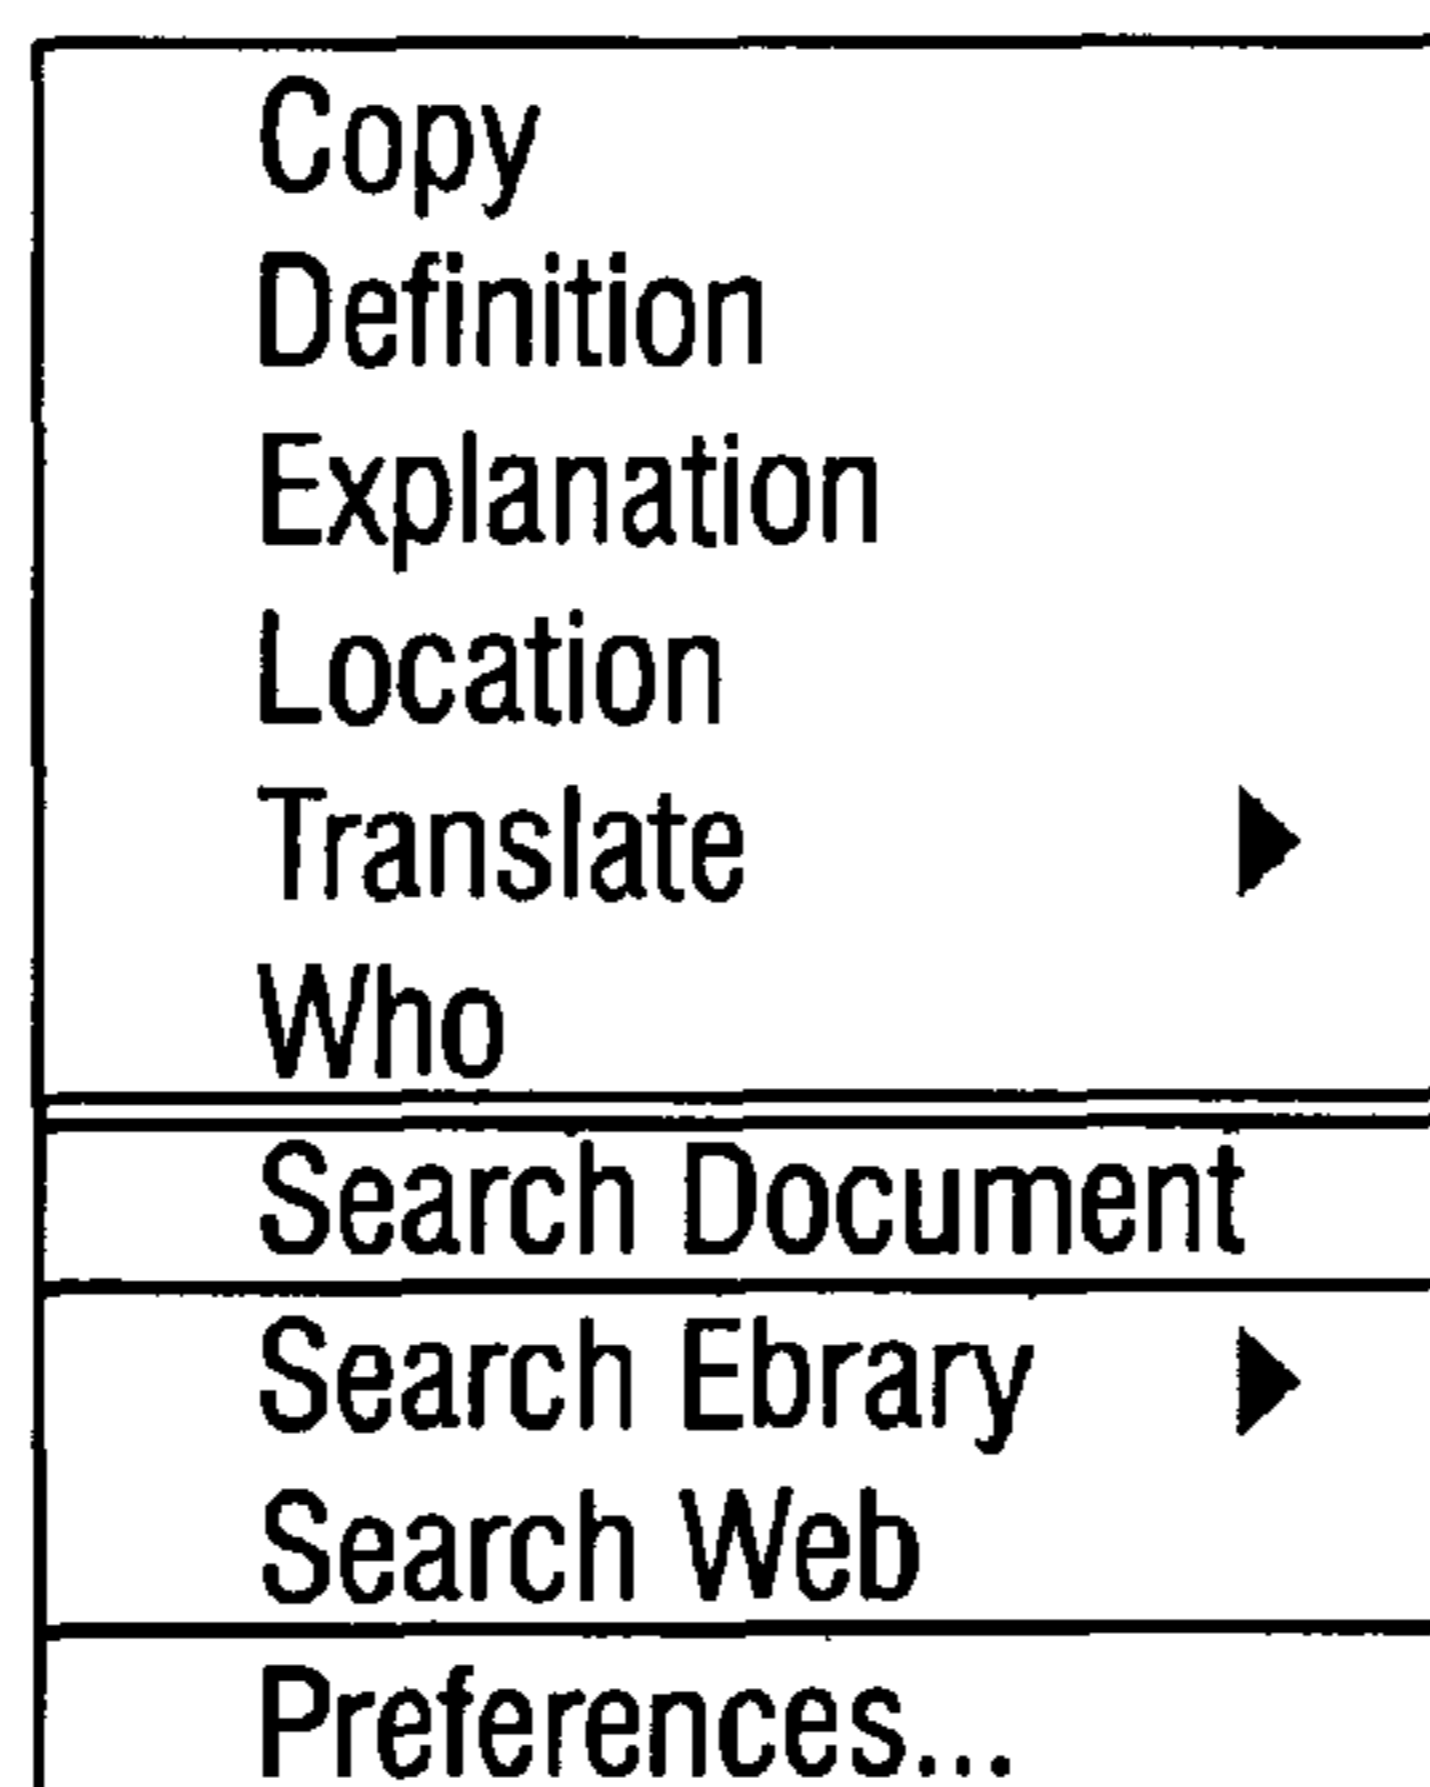 Copy
Definition
Explanation
Location
Translate
Who
Search Document
Search Ebrary
Search Web
Preferences...